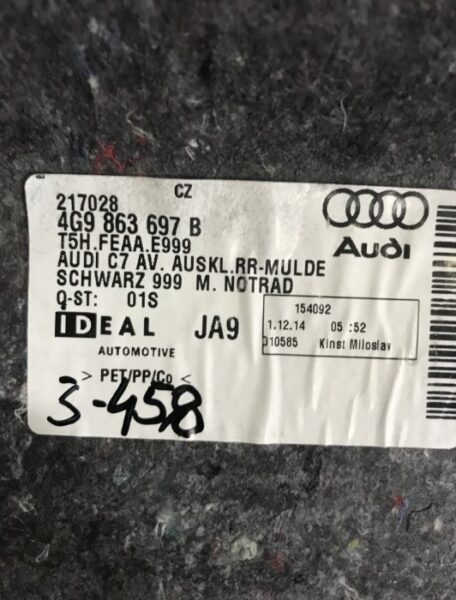 CZ
217028
4G9 863 697 B
T5H.FEAA.E999
AUDI C7 AV. AUSKL.RR-MULDE
SCHWARZ 999 M. NOTRAD
Q-ST: 01S
IDEAL JA9
AUTOMOTIVE
> PET/PP/Co <
3-458
Audi
154092
1.12.14 05:52
010585 Kinst Miloslav